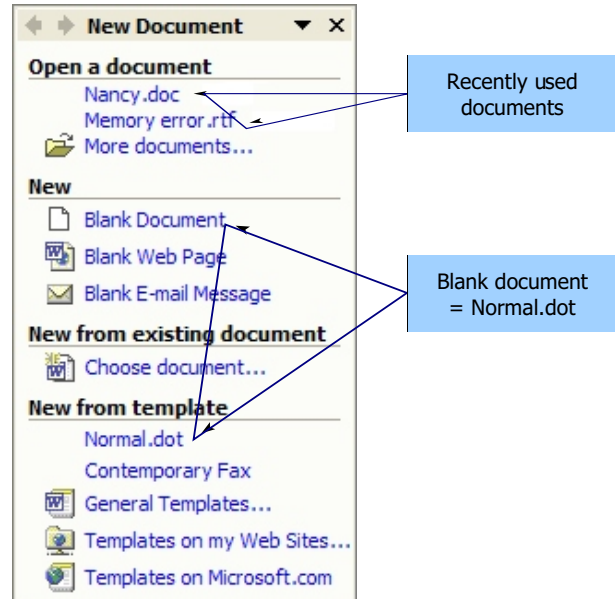 New Document
Open a document
Nancy.doc
Memory error.rtf
More documents...
New
Blank Document
Blank Web Page
Blank E-mail Message
New from existing document
Choose document...
New from template
Normal.dot
Contemporary Fax
General Templates...
Templates on my Web Sites...
Templates on Microsoft.com
Recently used
documents
Blank document
= Normal.dot